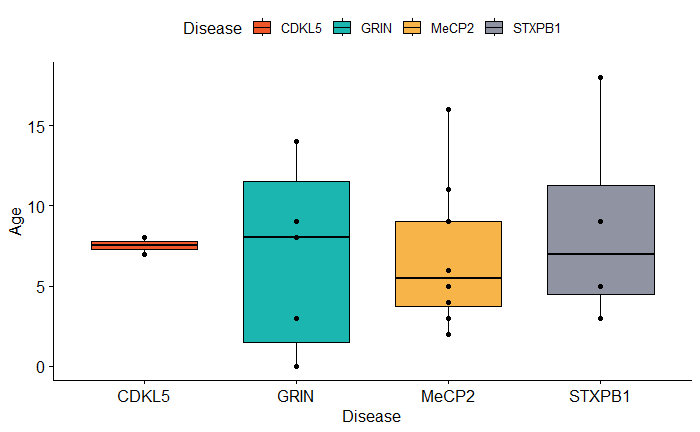 Disease CDKL5 GRIN MeCP2 STXPB1
Age
15
10
5
0
CDKL5 GRIN MeCP2 STXPB1
Disease